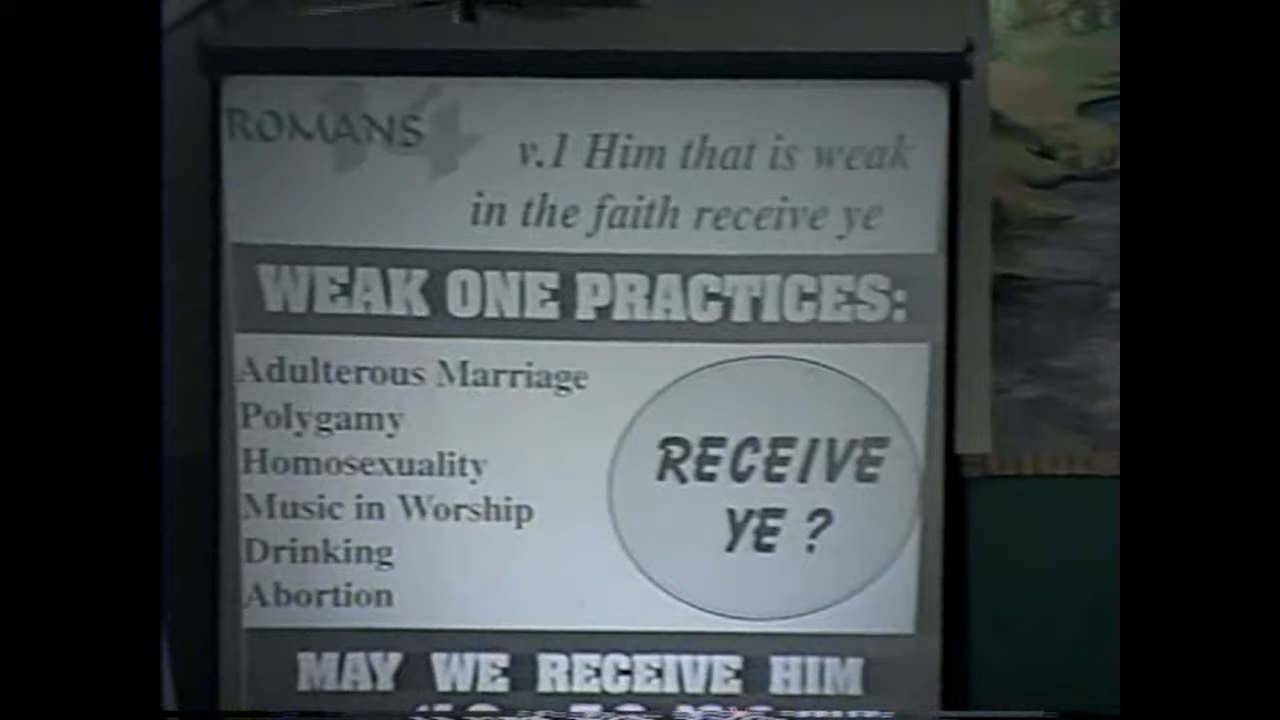 ROMANS 14
v.1 Him that is weak
in the faith receive ye
WEAK ONE PRACTICES:
Adulterous Marriage
Polygamy
Homosexuality
Music in Worship
Drinking
Abortion
RECEIVE
YE ?
MAY WE RECEIVE HIM